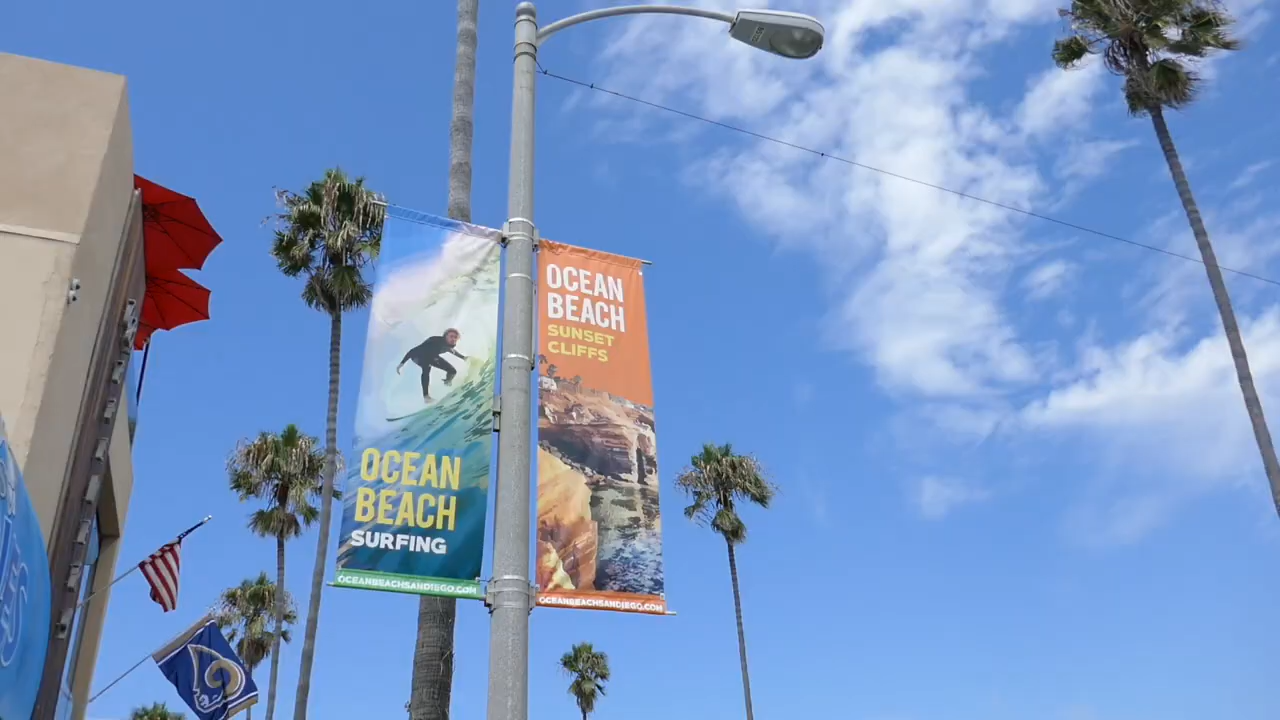 OCEAN
BEACH
SURFING
OCEANBEACHSANDIEGO.COM
OCEAN
BEACH
SUNSET
CLIFFS
OCEANBEACHSANDIEGO.COM